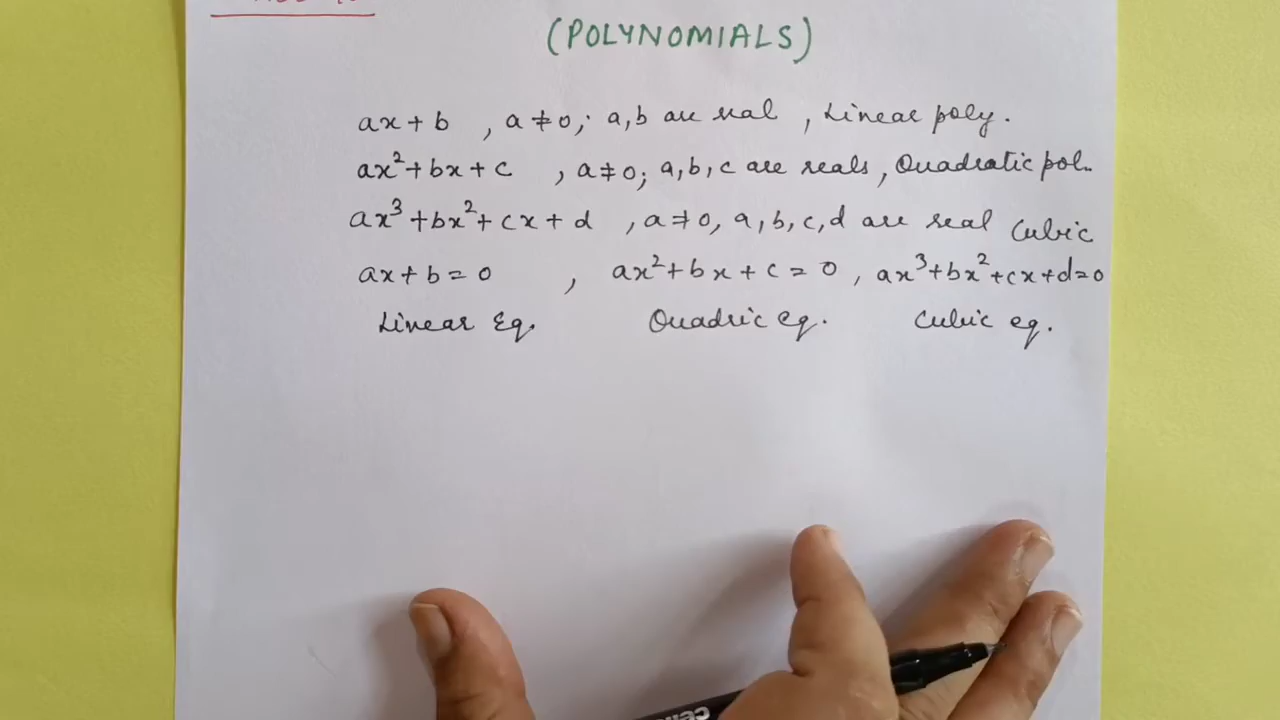 (POLYNOMIALS)
ax + b , a ≠ 0; a, b are real , Linear poly.
ax² + bx + c , a ≠ 0; a, b, c are reals, Quadratic pol.
ax³ + bx² + cx + d , a ≠ 0, a, b, c, d are real Cubic
ax + b = 0 , ax² + bx + c = 0 , ax³ + bx² + cx + d = 0
Linear Eq. Quadric eq. Cubic eq.